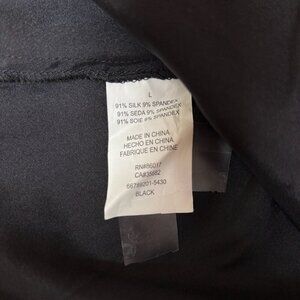 L
91% SILK 9% SPANDEX
91% SEDA 9% SPANDEX
91% SOIE 9% SPANDEX
MADE IN CHINA
HECHO EN CHINA
FABRIQUE EN CHINE
RN#86017
CA#35882
BLACK